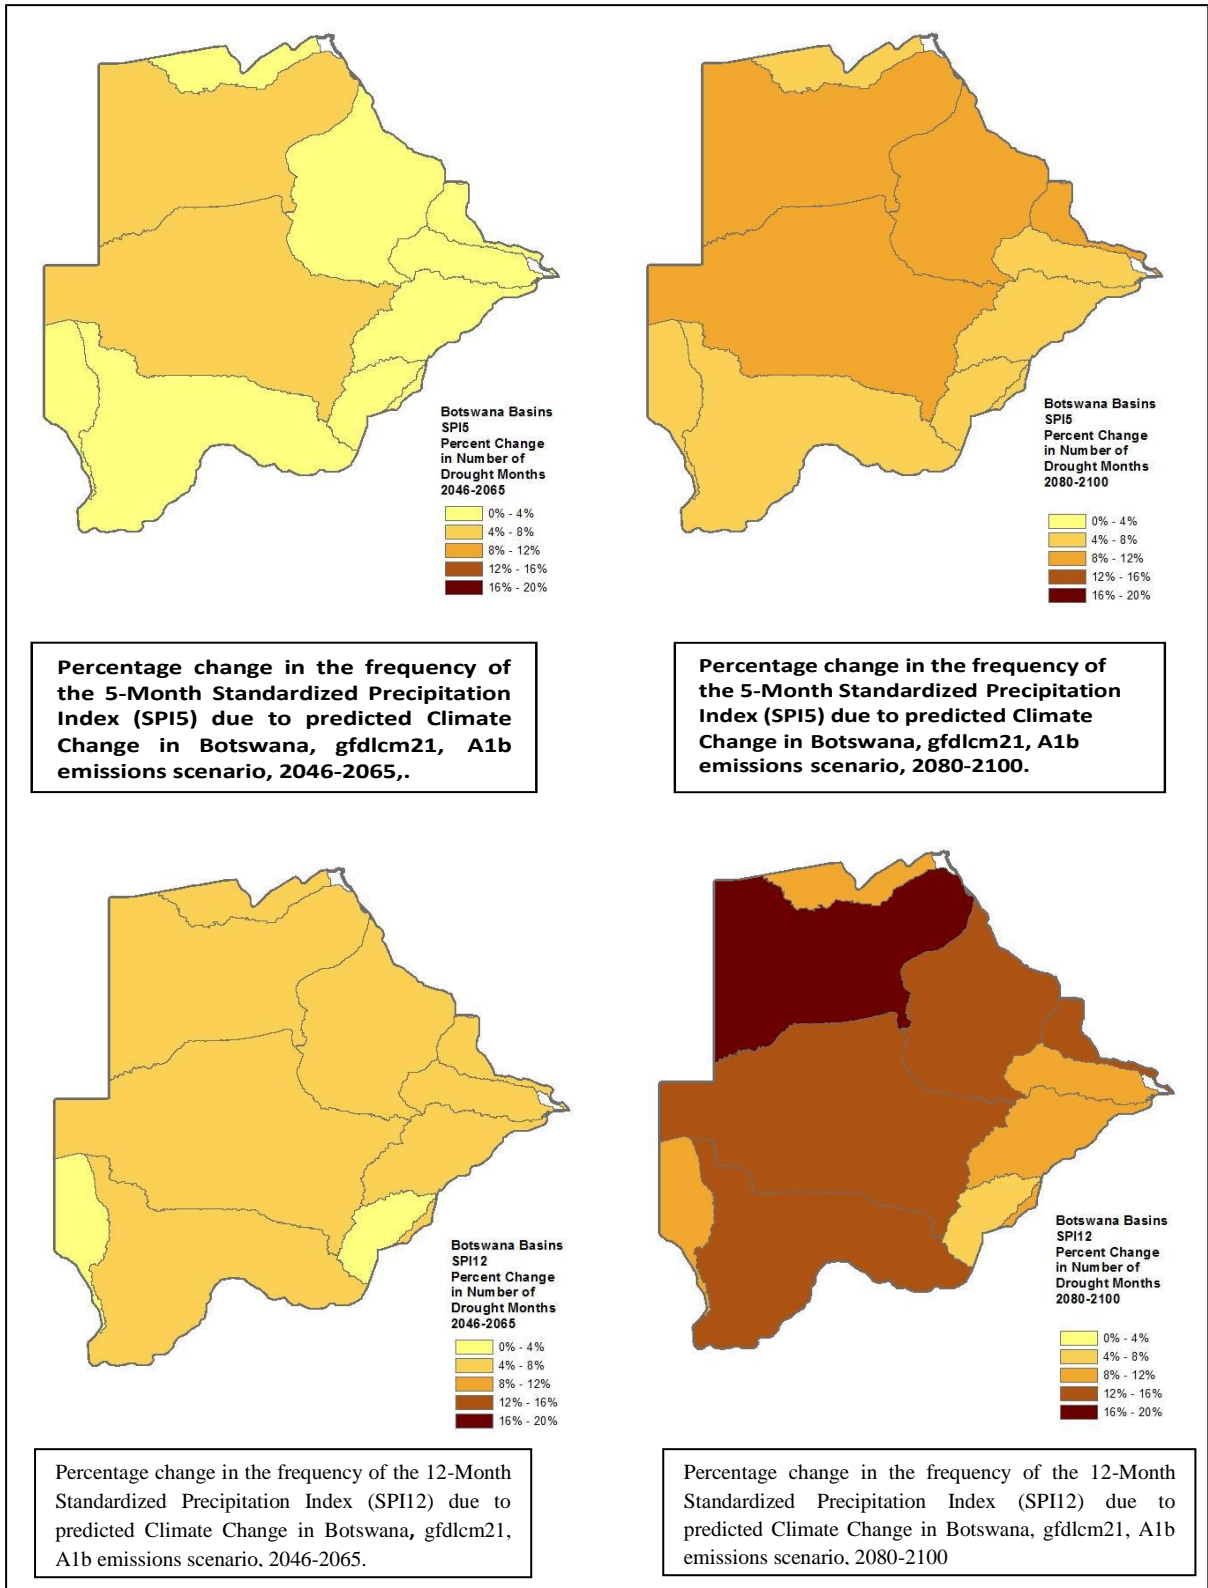 Botswana Basins
SPI5
Percent Change
in Number of
Drought Months
2046-2065
0% - 4%
4% - 8%
8% - 12%
12% - 16%
16% - 20%
Botswana Basins
SPI5
Percent Change
in Number of
Drought Months
2080-2100
0% - 4%
4% - 8%
8% - 12%
12% - 16%
16% - 20%
Percentage change in the frequency of
the 5-Month Standardized Precipitation
Index (SPI5) due to predicted Climate
Change in Botswana, gfdlcm21, A1b
emissions scenario, 2046-2065,.
Percentage change in the frequency of
the 5-Month Standardized Precipitation
Index (SPI5) due to predicted Climate
Change in Botswana, gfdlcm21, A1b
emissions scenario, 2080-2100.
Botswana Basins
SPI12
Percent Change
in Number of
Drought Months
2046-2065
0% - 4%
4% - 8%
8% - 12%
12% - 16%
16% - 20%
Botswana Basins
SPI12
Percent Change
in Number of
Drought Months
2080-2100
0% - 4%
4% - 8%
8% - 12%
12% - 16%
16% - 20%
Percentage change in the frequency of the 12-Month
Standardized Precipitation Index (SPI12) due to
predicted Climate Change in Botswana, gfdlcm21,
A1b emissions scenario, 2046-2065.
Percentage change in the frequency of the 12-Month
Standardized Precipitation Index (SPI12) due to
predicted Climate Change in Botswana, gfdlcm21, A1b
emissions scenario, 2080-2100